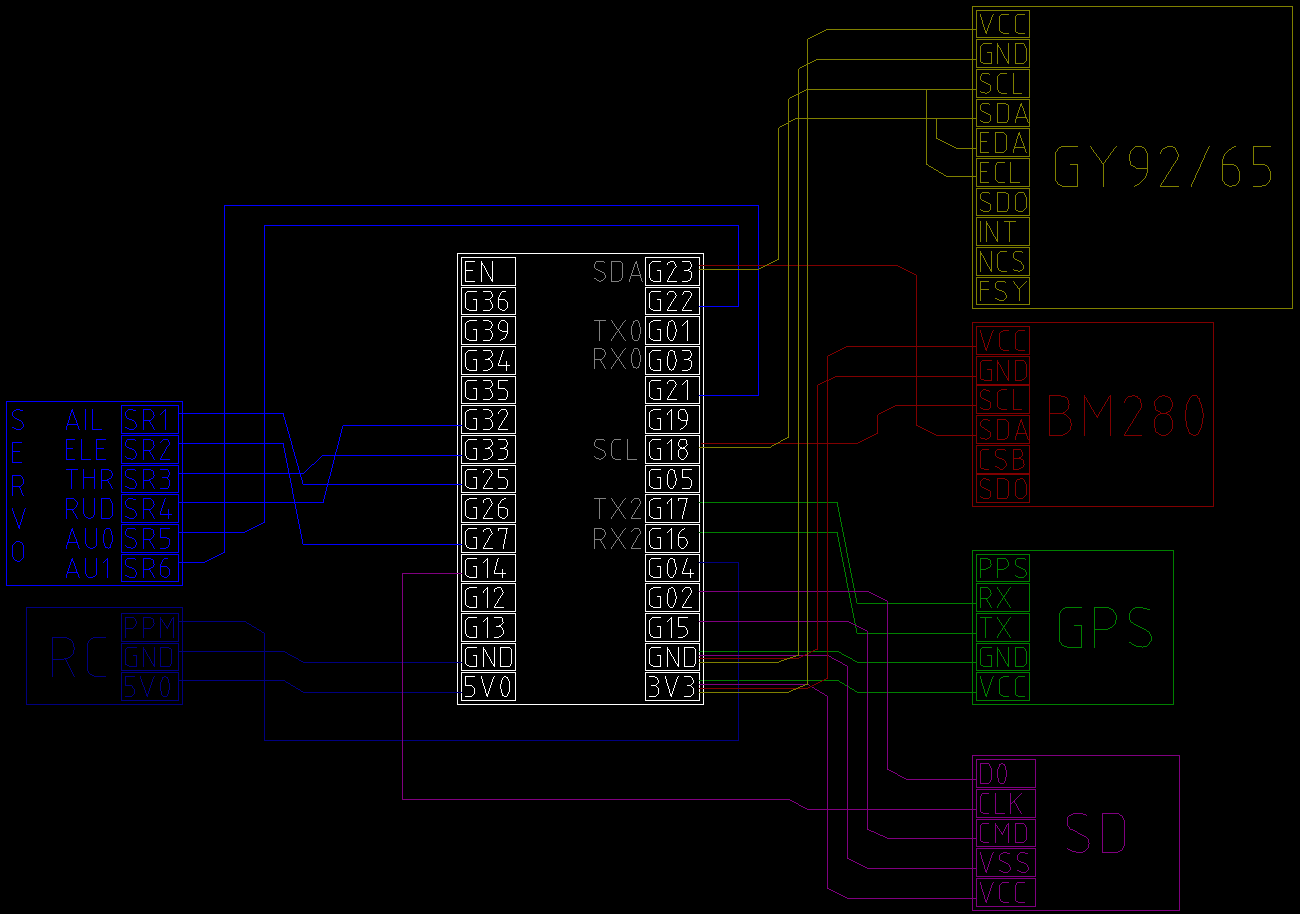 S E R V O
AIL SR1
ELE SR2
THR SR3
RUD SR4
AU0 SR5
AU1 SR6
RC
PPM
GND
5V0
EN
G36
G39
G34
G35
G32
G33
G25
G26
G27
G14
G12
G13
GND
5V0
SDA G23
G22
TX0 G01
RX0 G03
G21
G19
SCL G18
G05
TX2 G17
RX2 G16
G04
G02
G15
GND
3V3
VCC
GND
SCL
SDA
EDA
ECL
SDO
INT
NCS
FSY
GY92/65
VCC
GND
SCL
SDA
CSB
SDO
BM280
PPS
RX
TX
GND
VCC
GPS
D0
CLK
CMD
VSS
VCC
SD